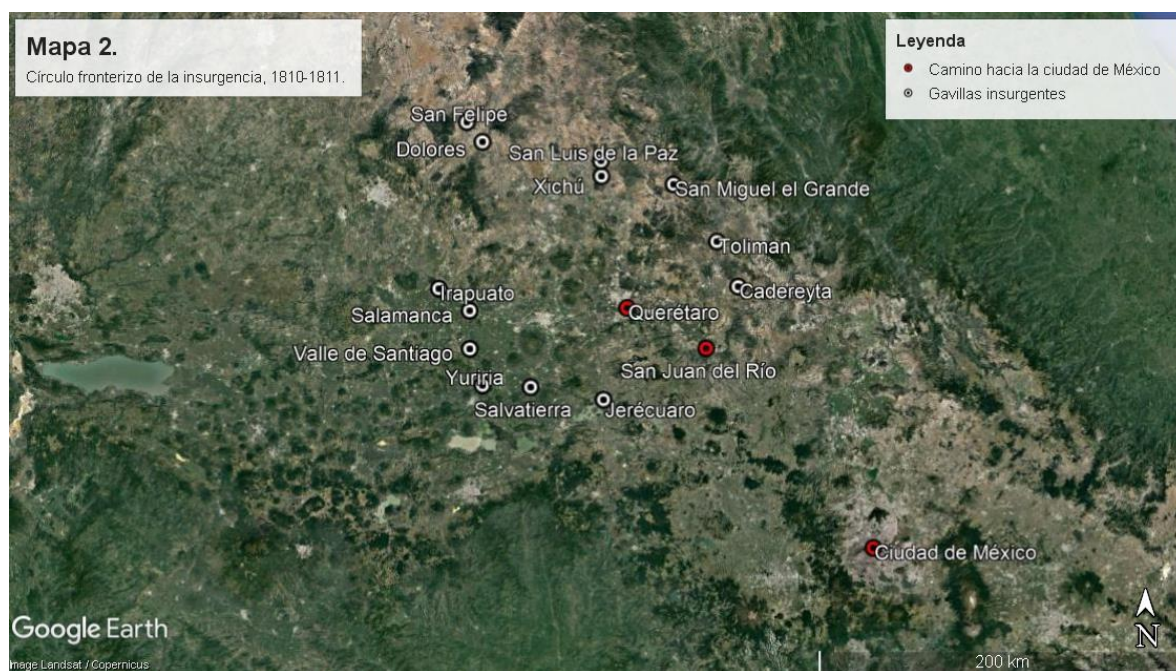 Mapa 2.
Círculo fronterizo de la insurgencia, 1810-1811.
Leyenda
Camino hacia la ciudad de México
Gavillas insurgentes
San Felipe
Dolores
San Luis de la Paz
Xichú
San Miguel el Grande
Toliman
Cadereyta
Irapuato
Querétaro
Salamanca
Valle de Santiago
San Juan del Río
Yuriria
Salvatierra
Jerécuaro
Ciudad de México
Google Earth
N
mage Landsat / Copernicus
200 km